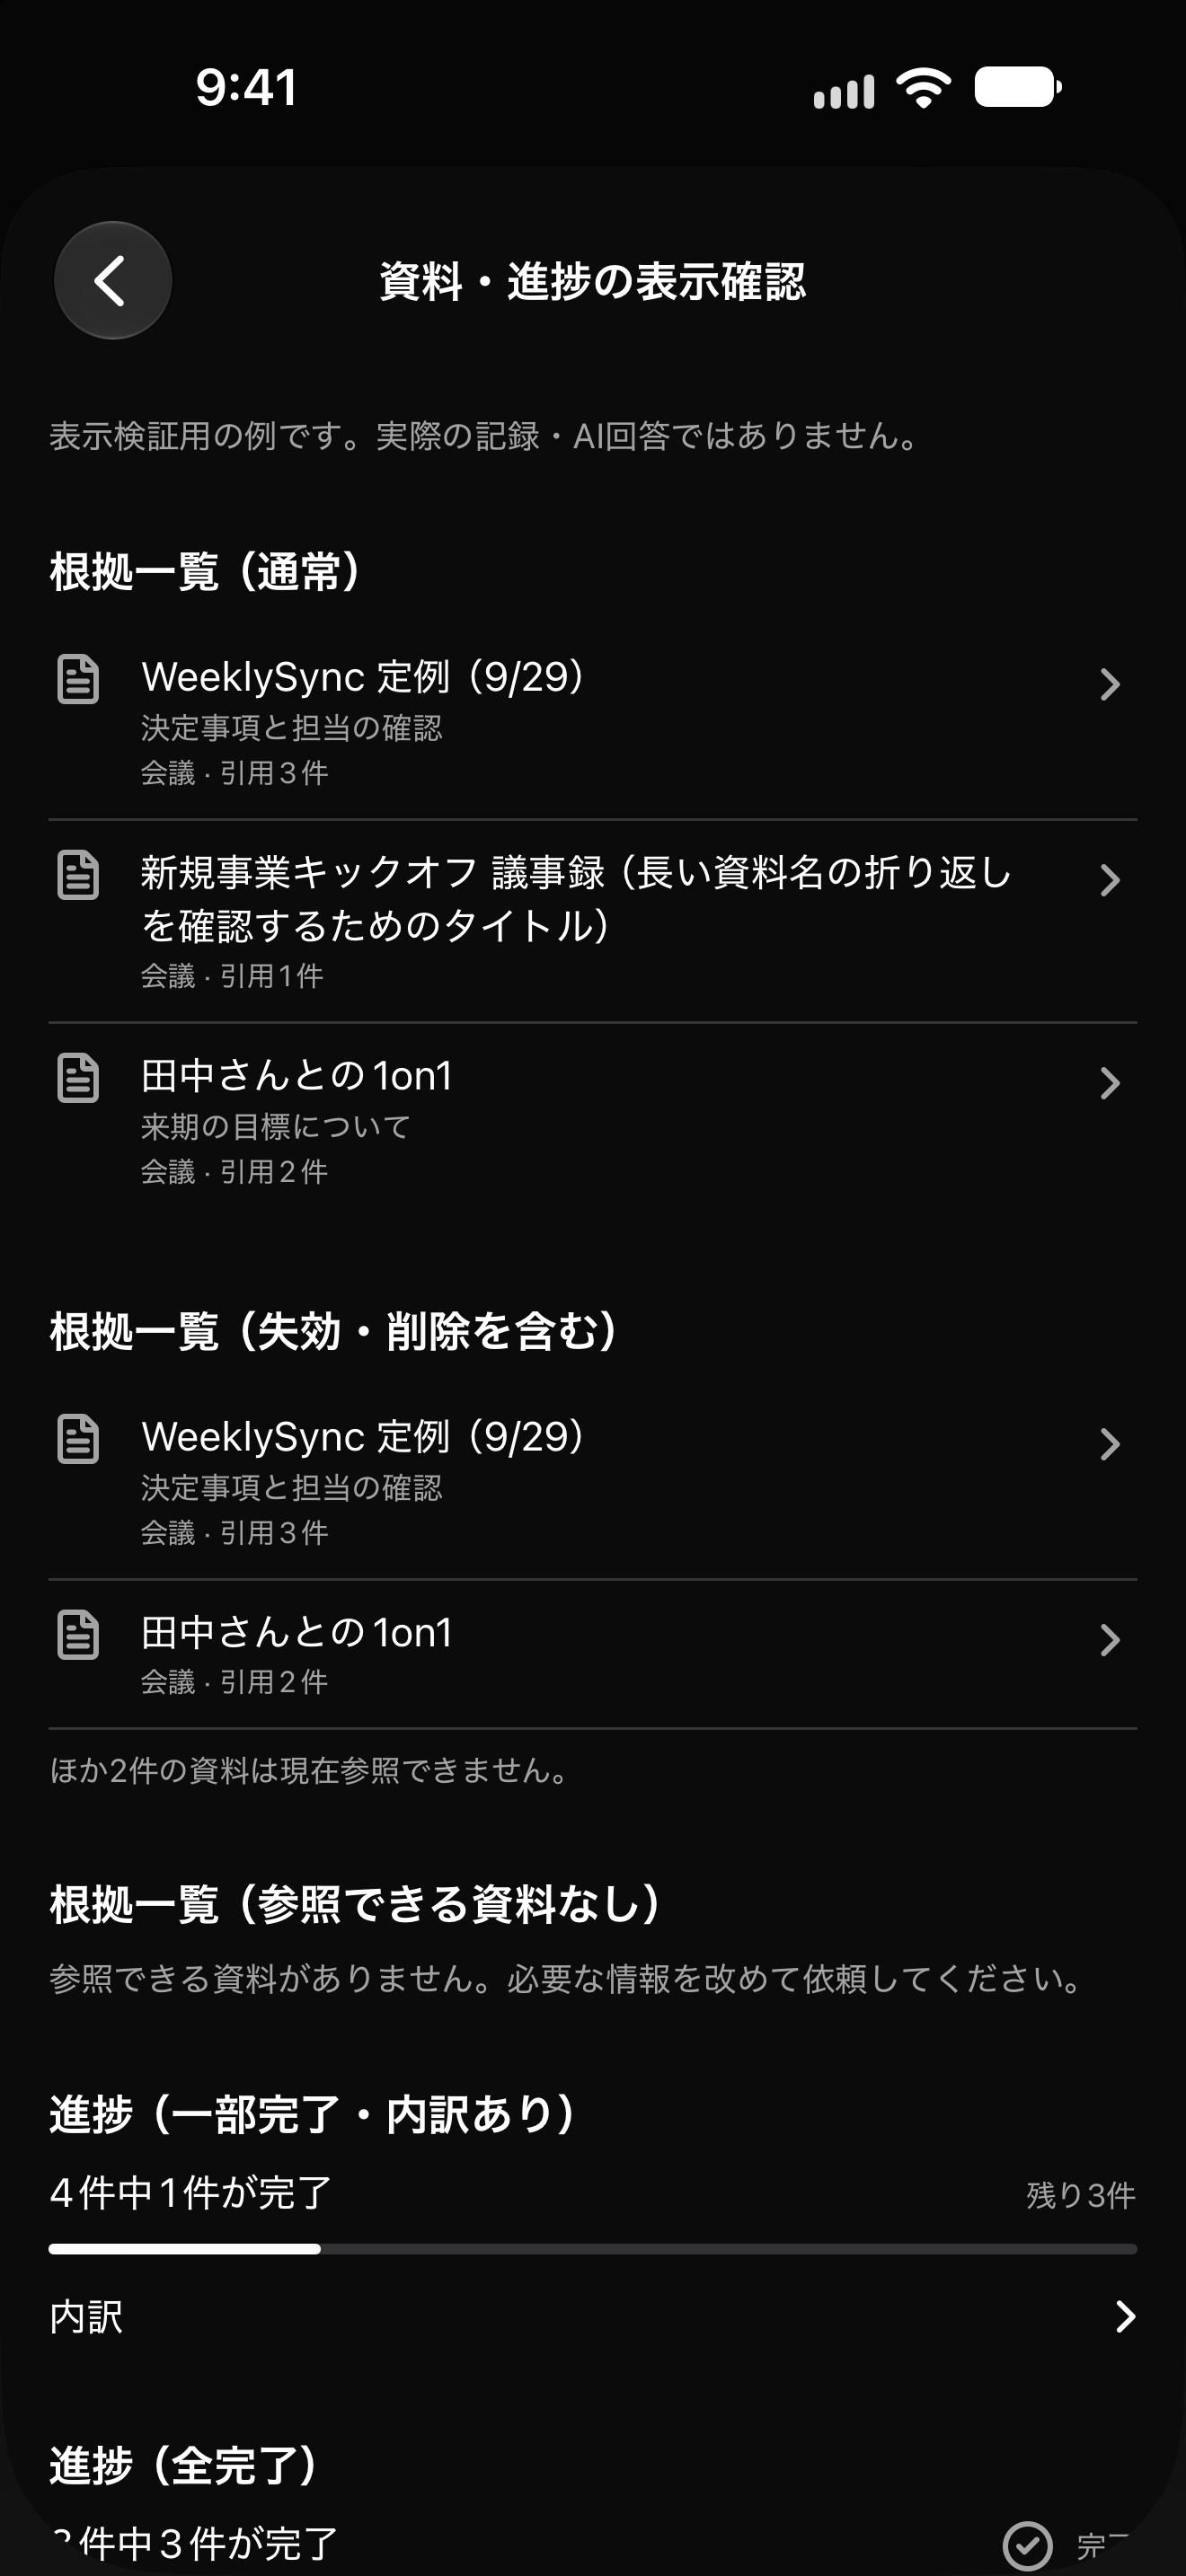 9:41
資料・進捗の表示確認
表示検証用の例です。実際の記録・AI回答ではありません。
根拠一覧（通常）
WeeklySync 定例（9/29）
決定事項と担当の確認
会議 · 引用3件
新規事業キックオフ 議事録（長い資料名の折り返し
を確認するためのタイトル）
会議 · 引用1件
田中さんとの1on1
来期の目標について
会議 · 引用2件
根拠一覧（失効・削除を含む）
WeeklySync 定例（9/29）
決定事項と担当の確認
会議 · 引用3件
田中さんとの1on1
会議 · 引用2件
ほか2件の資料は現在参照できません。
根拠一覧（参照できる資料なし）
参照できる資料がありません。必要な情報を改めて依頼してください。
進捗（一部完了・内訳あり）
4件中1件が完了
残り3件
内訳
進捗（全完了）
件中3件が完了
完